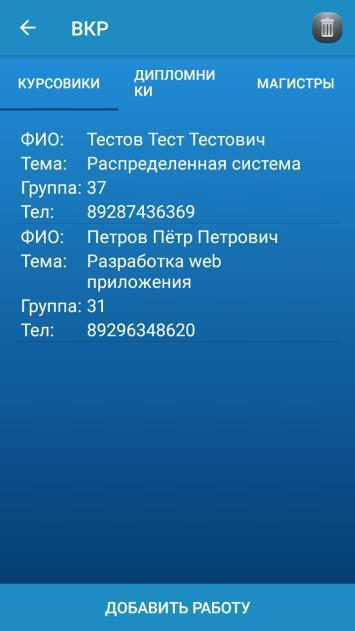 ВКР
КУРСОВИКИ
ДИПЛОМНИ
КИ
МАГИСТРЫ
ФИО: Тестов Тест Тестович
Тема: Распределенная система
Группа: 37
Тел: 89287436369
ФИО: Петров Пётр Петрович
Тема: Разработка web
приложения
Группа: 31
Тел: 89296348620
ДОБАВИТЬ РАБОТУ